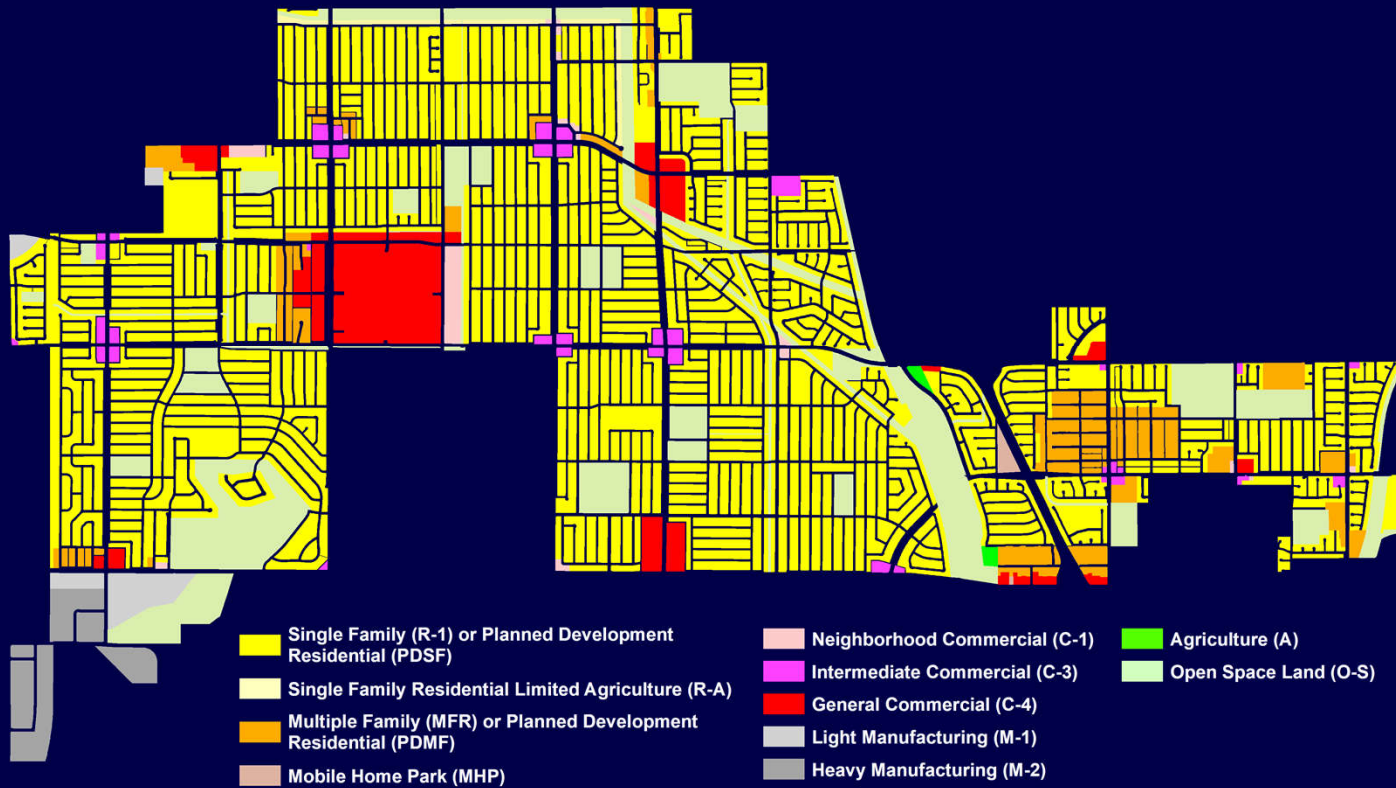 Single Family (R-1) or Planned Development
Residential (PDSF)
Single Family Residential Limited Agriculture (R-A)
Multiple Family (MFR) or Planned Development
Residential (PDMF)
Mobile Home Park (MHP)
Neighborhood Commercial (C-1)
Intermediate Commercial (C-3)
General Commercial (C-4)
Light Manufacturing (M-1)
Heavy Manufacturing (M-2)
Agriculture (A)
Open Space Land (O-S)